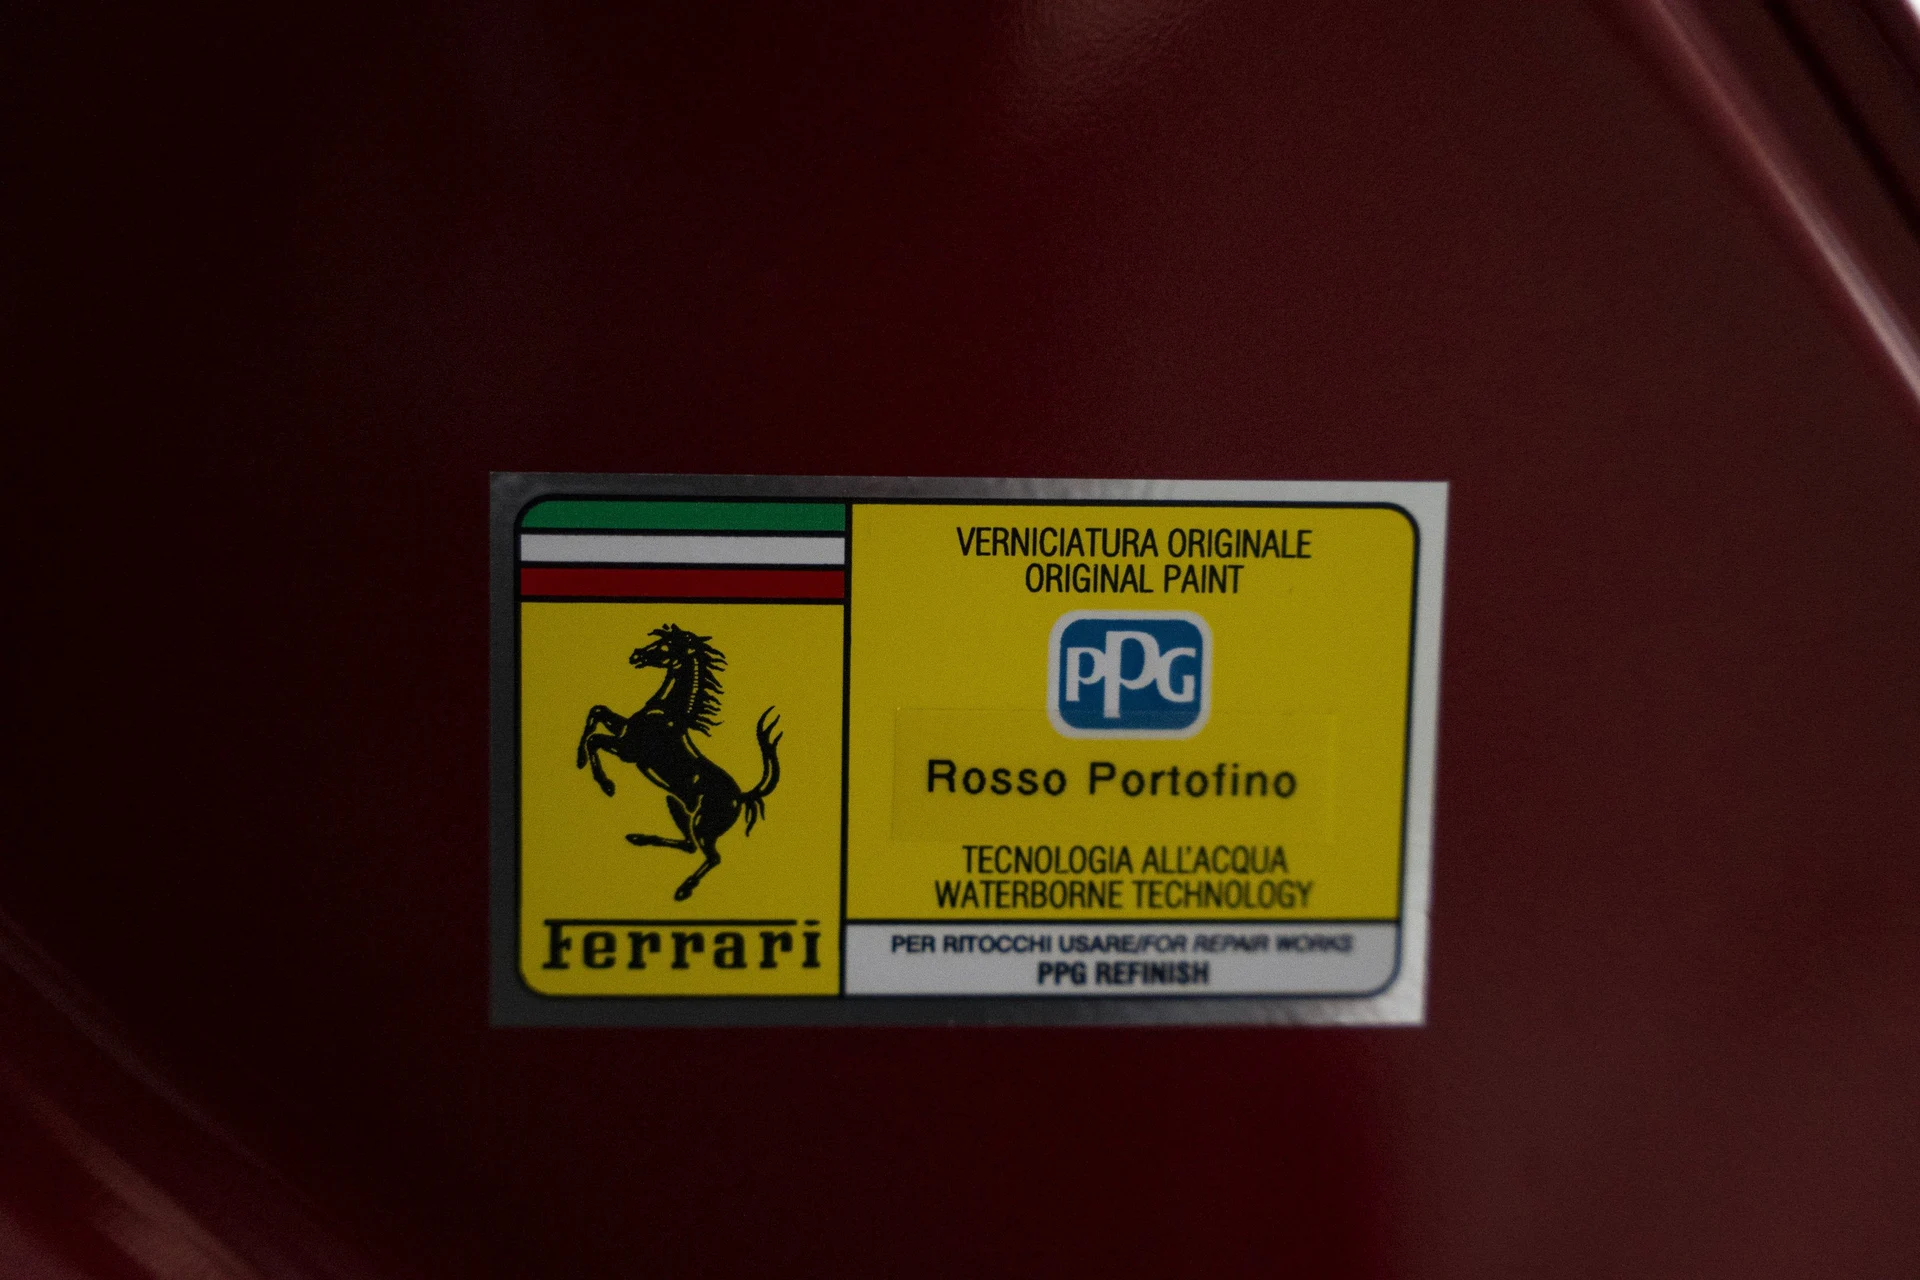 VERNICIATURA ORIGINALE
ORIGINAL PAINT
PPG
Rosso Portofino
TECNOLOGIA ALL'ACQUA
WATERBORNE TECHNOLOGY
Ferrari
PER RITOCCHI USARE/FOR REPAIR WORKS
PPG REFINISH